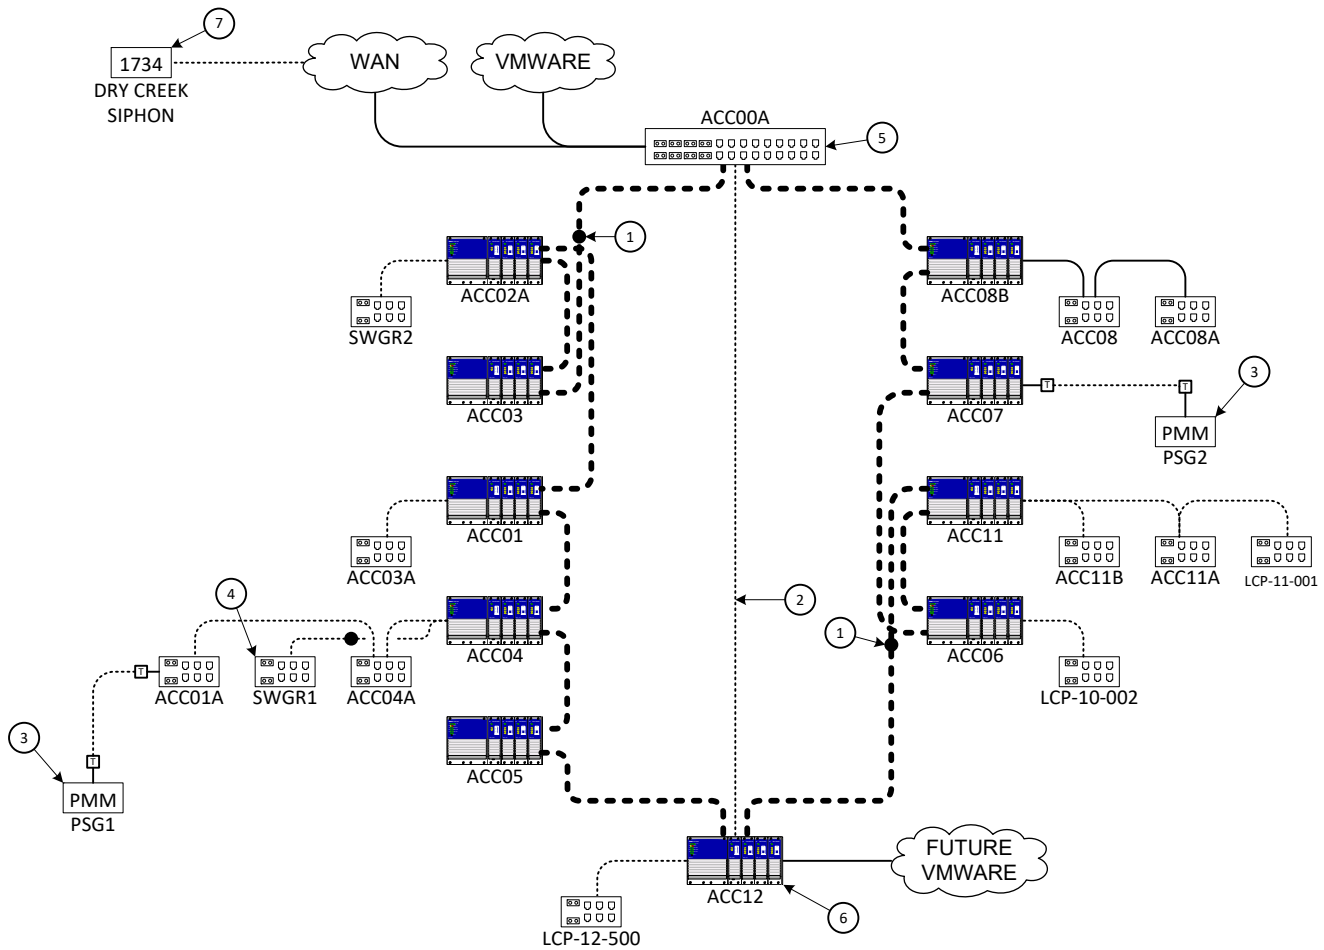 7
1734
DRY CREEK
SIPHON
WAN
VMWARE
ACC00A
5
1
ACC02A
SWGR2
ACC08B
ACC08
ACC08A
ACC03
ACC07
T
T
3
PMM
PSG2
ACC01
ACC03A
ACC11
ACC11B
ACC11A
LCP-11-001
4
2
1
ACC04
ACC06
T
ACC01A
SWGR1
ACC04A
LCP-10-002
3
T
PMM
PSG1
ACC05
ACC12
FUTURE
VMWARE
6
LCP-12-500